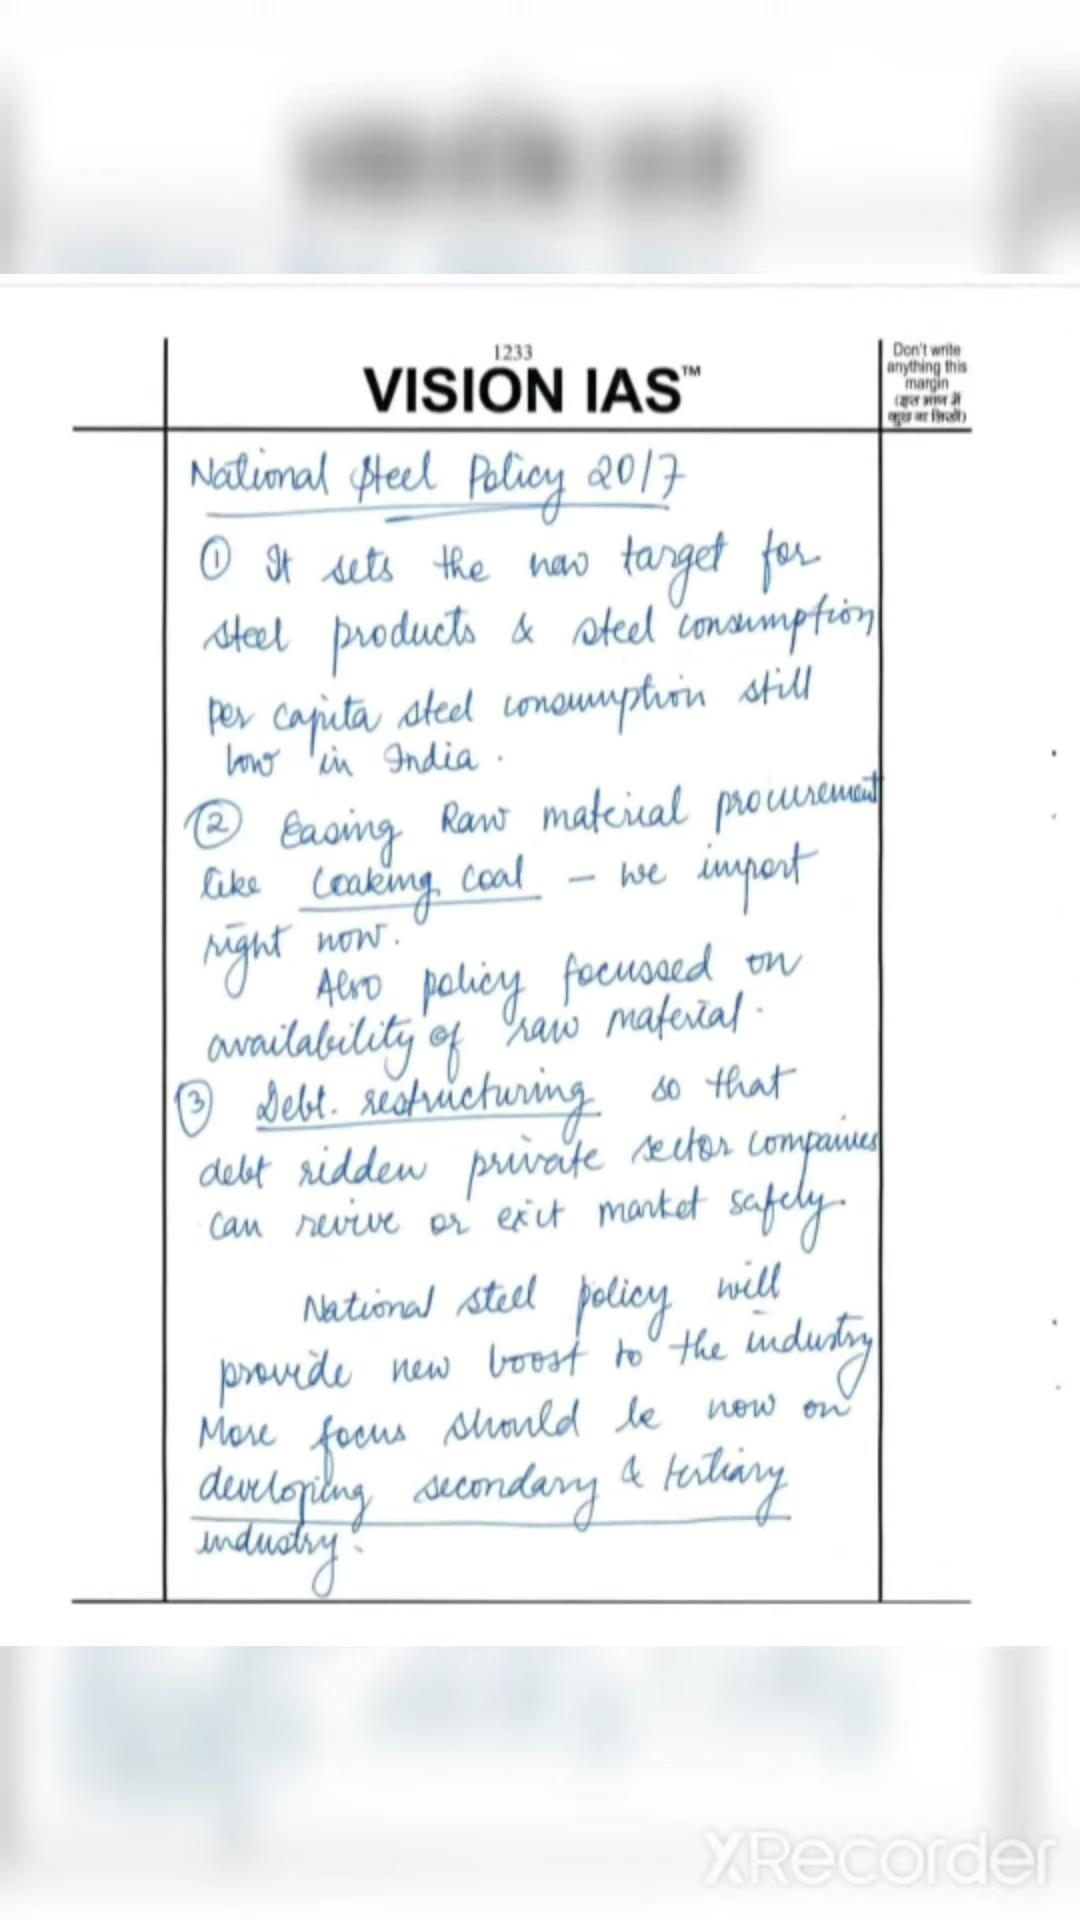 1233
VISION IAS™
Don't write
anything this
margin
(इस भाग में
कुछ ना लिखें)
National Steel Policy 2017
① It sets the new target for
steel products & steel consumption
per capita steel consumption still
low in India.
② Easing Raw material procurement
like Coaking coal – we import
right now.
Also policy focussed on
availability of raw material.
③ Debt. restructuring so that
debt ridden private sector companies
can revive or exit market safely.
National steel policy will
provide new boost to the industry
More focus should be now on
developing secondary & tertiary
industry.
XRecorder